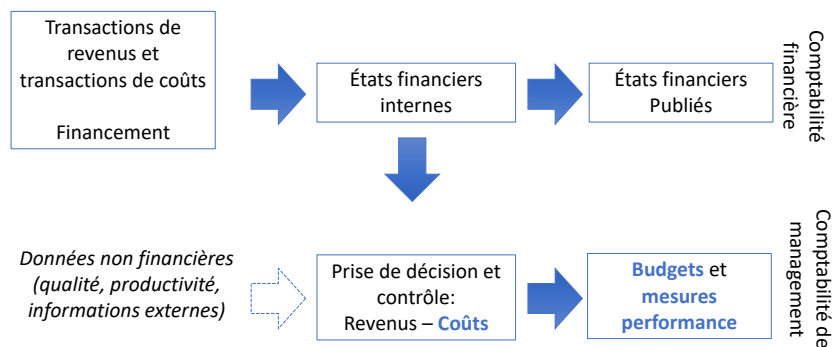 Transactions de
revenus et
transactions de coûts
Financement
États financiers
internes
États financiers
Publiés
Comptabilité
financière
Données non financières
(qualité, productivité,
informations externes)
Prise de décision et
contrôle:
Revenus – Coûts
Budgets et
mesures
performance
Comptabilité de
management